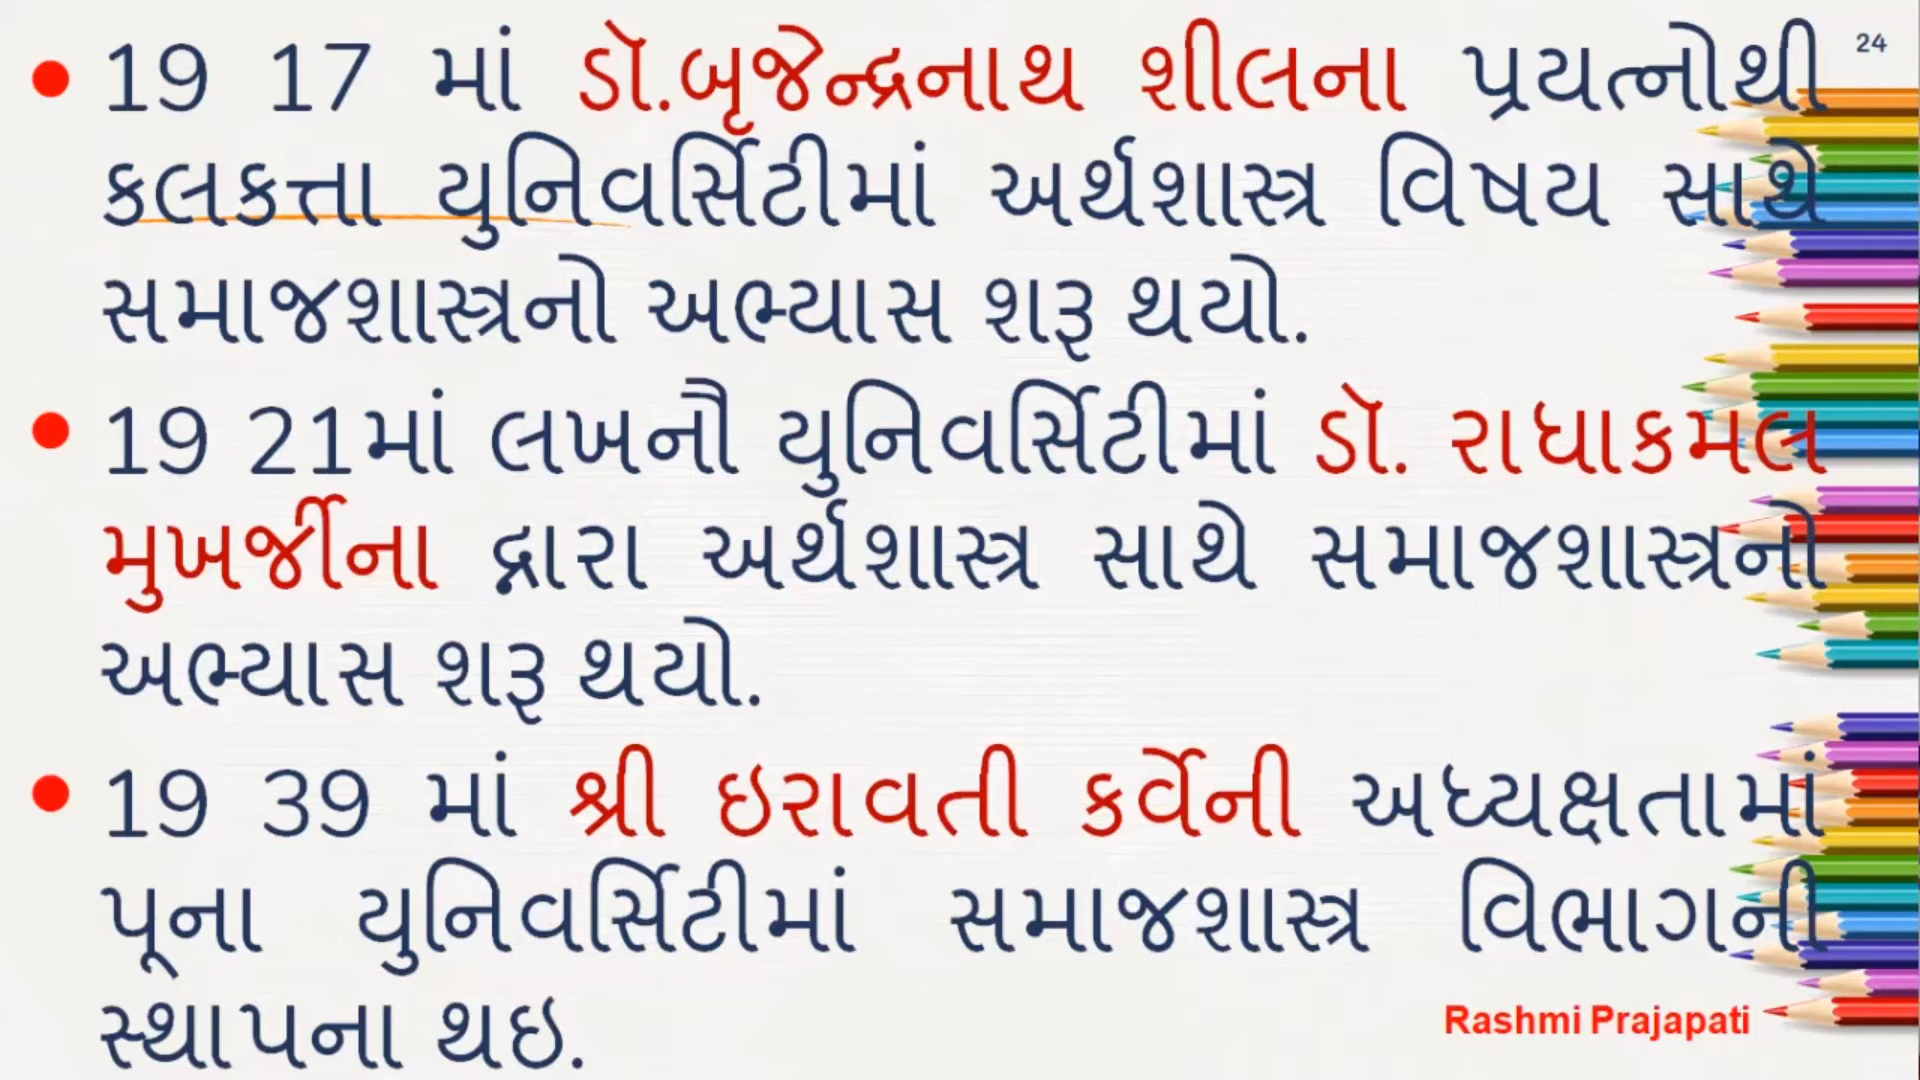 24
• 19 17 માં ડૉ.બૃજેન્દ્રનાથ શીલના પ્રયત્નોથી
કલકત્તા યુનિવર્સિટીમાં અર્થશાસ્ત્ર વિષય સાથે
સમાજશાસ્ત્રનો અભ્યાસ શરૂ થયો.
• 19 21માં લખનૌ યુનિવર્સિટીમાં ડૉ. રાધાકમલ
મુખર્જીના દ્રારા અર્થશાસ્ત્ર સાથે સમાજશાસ્ત્રનો
અભ્યાસ શરૂ થયો.
• 19 39 માં શ્રી ઇરાવતી કર્વેની અધ્યક્ષતામાં
પૂના યુનિવર્સિટીમાં સમાજશાસ્ત્ર વિભાગની
સ્થાપના થઇ.
Rashmi Prajapati